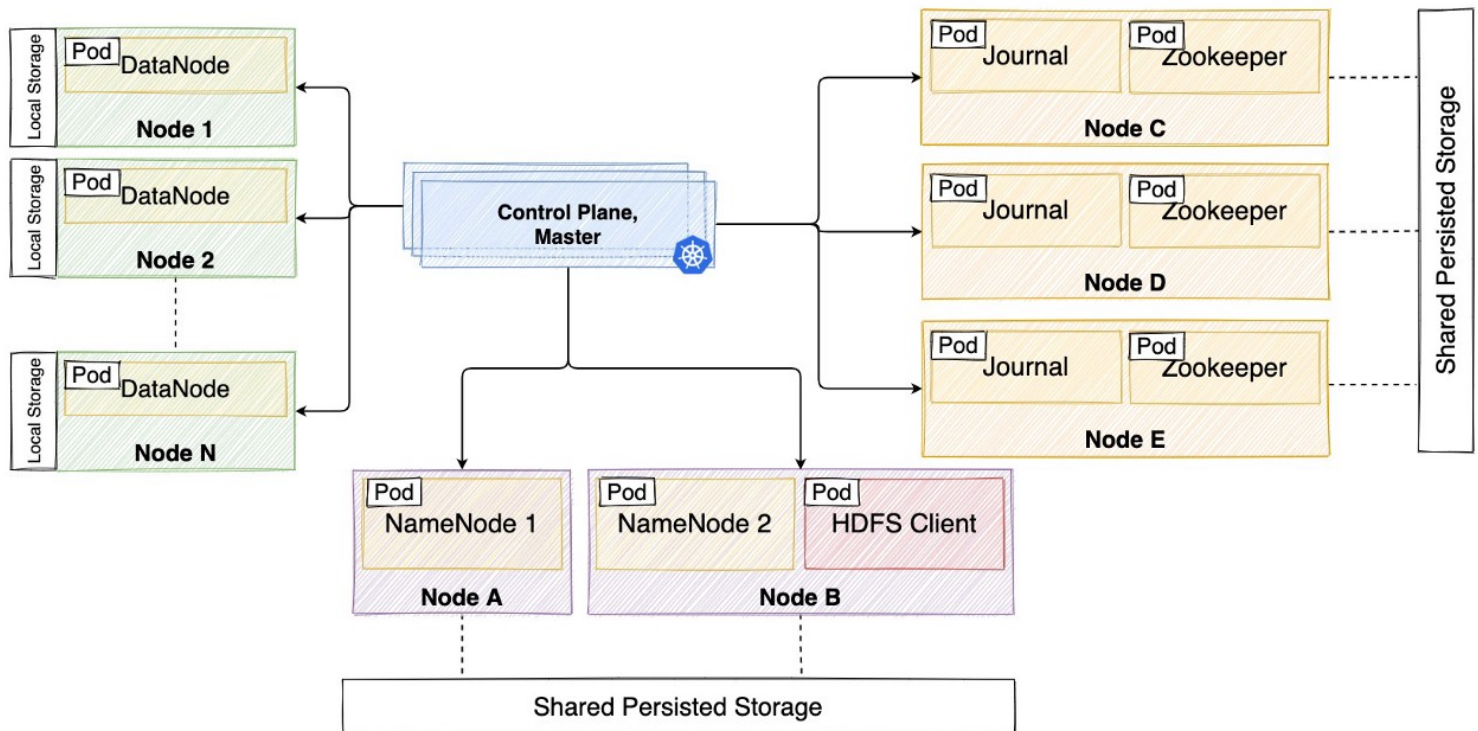 Local Storage
Pod
DataNode
Node 1
Local Storage
Pod
DataNode
Node 2
Local Storage
Pod
DataNode
Node N
Control Plane,
Master
Pod
Journal
Pod
Zookeeper
Node C
Pod
Journal
Pod
Zookeeper
Node D
Pod
Journal
Pod
Zookeeper
Node E
Shared Persisted Storage
Pod
NameNode 1
Node A
Pod
NameNode 2
Pod
HDFS Client
Node B
Shared Persisted Storage